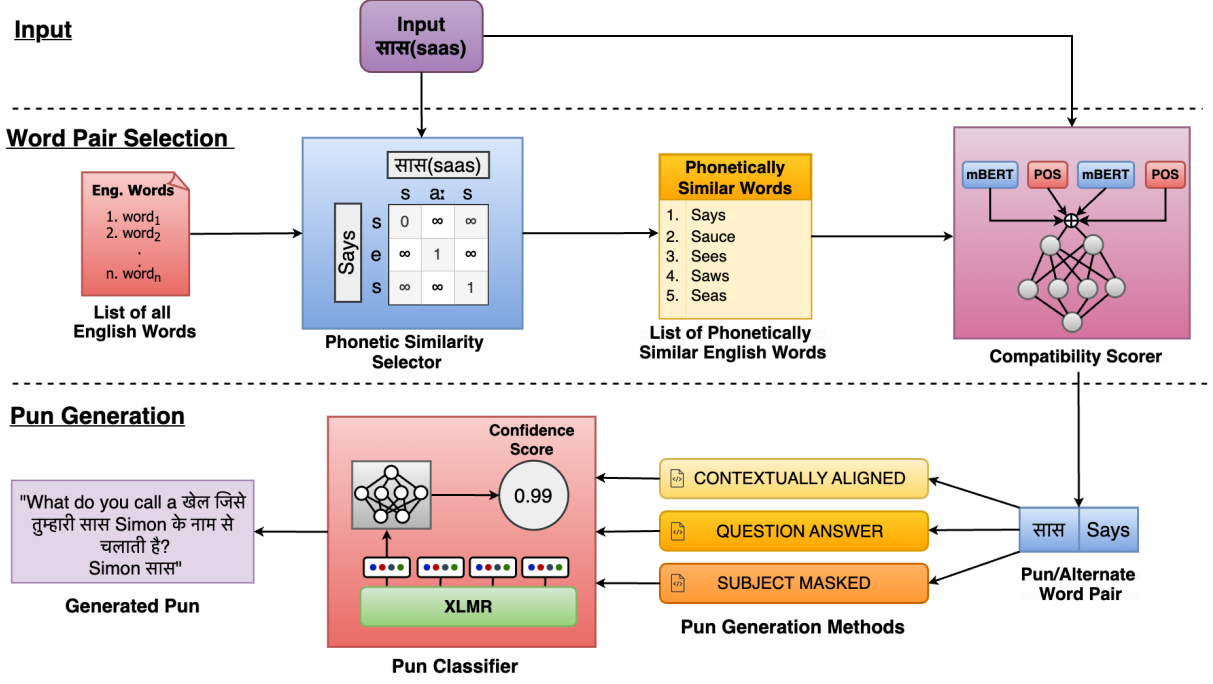 Input
Input
सास(saas)
Word Pair Selection
Eng. Words
1. word1
2. word2
.
.
n. wordn
List of all
English Words
सास(saas)
s aː s
Says
s 0 ∞ ∞
e ∞ 1 ∞
s ∞ ∞ 1
Phonetic Similarity
Selector
Phonetically
Similar Words
1. Says
2. Sauce
3. Sees
4. Saws
5. Seas
List of Phonetically
Similar English Words
mBERT POS mBERT POS
Compatibility Scorer
Pun Generation
"What do you call a खेल जिसे
तुम्हारी सास Simon के नाम से
चलाती है?
Simon सास"
Generated Pun
Confidence
Score
0.99
XLMR
Pun Classifier
CONTEXTUALLY ALIGNED
QUESTION ANSWER
SUBJECT MASKED
Pun Generation Methods
सास Says
Pun/Alternate
Word Pair